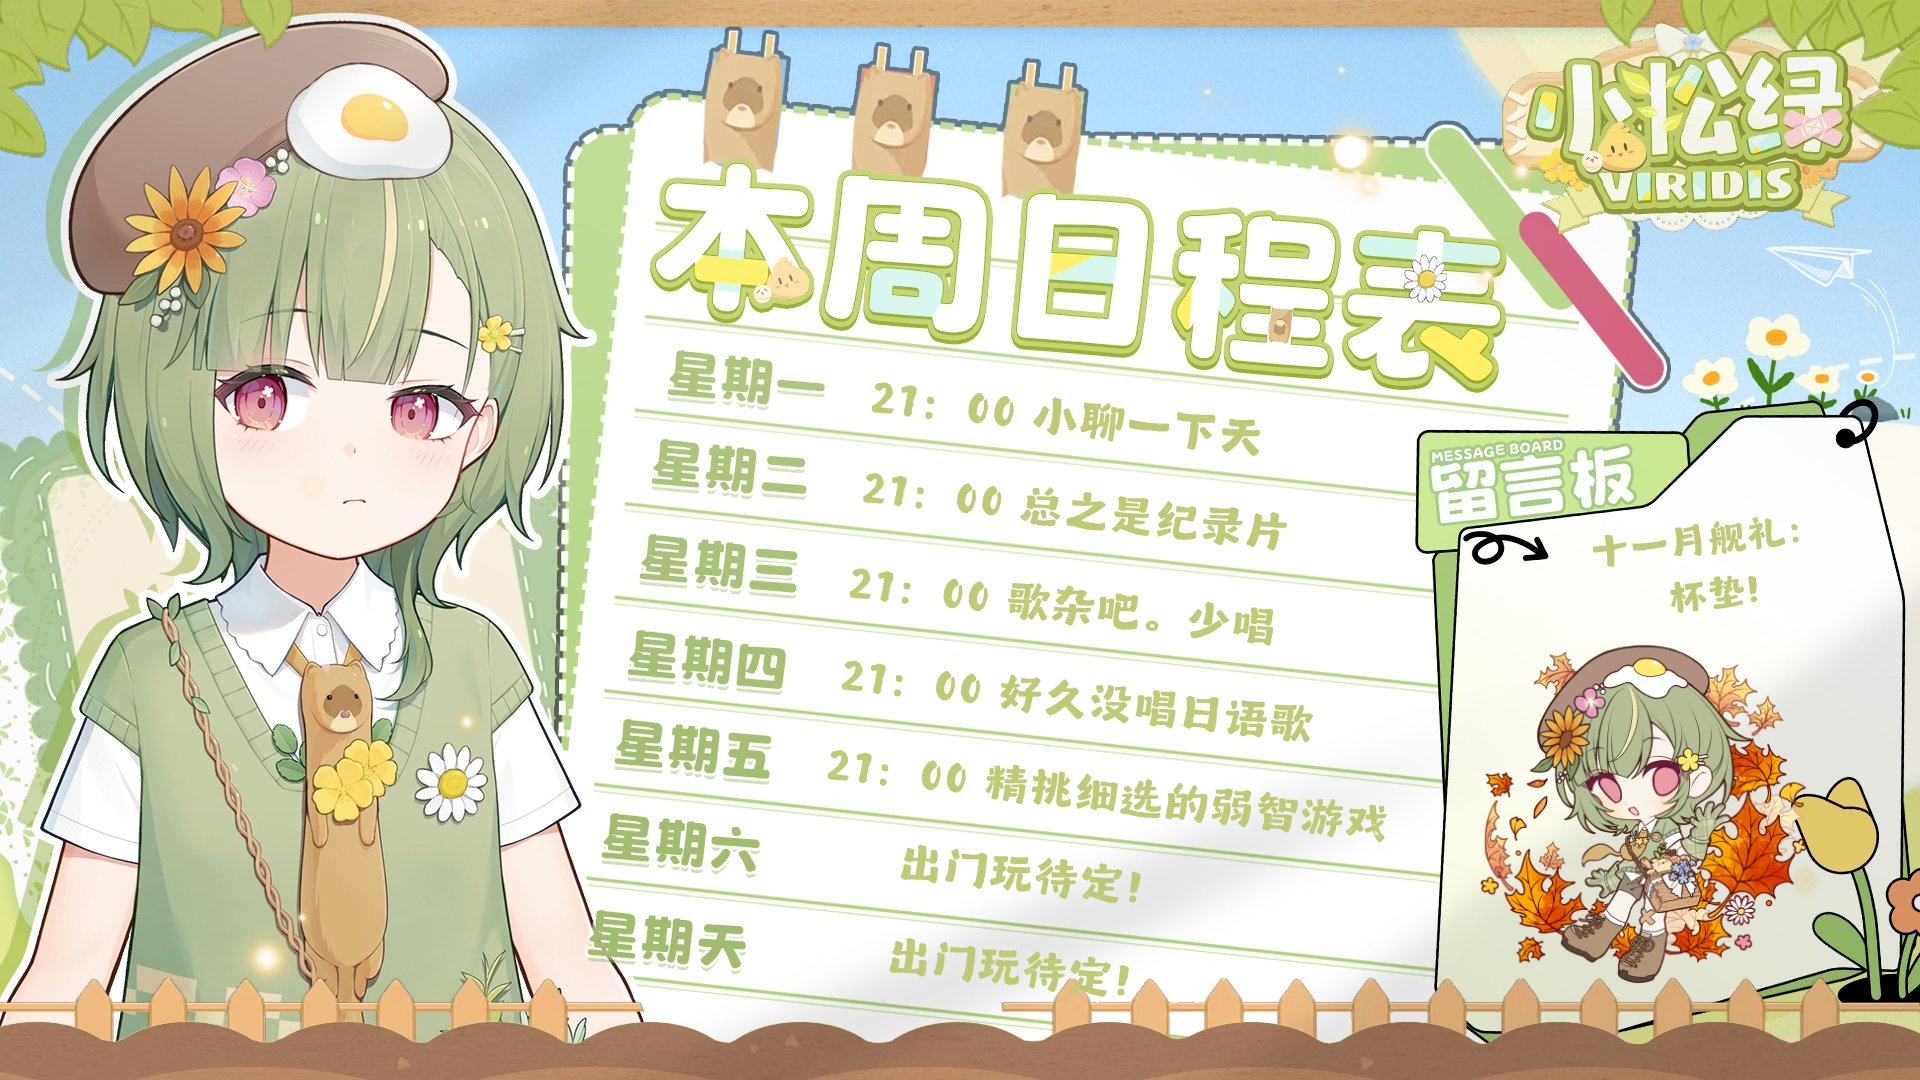 小松绿
VIRIDIS
本周日程表
星期一 21：00 小聊一下天
星期二 21：00 总之是纪录片
星期三 21：00 歌杂吧。少唱
星期四 21：00 好久没唱日语歌
星期五 21：00 精挑细选的弱智游戏
星期六 出门玩待定！
星期天 出门玩待定！
MESSAGE BOARD
留言板
十一月舰礼：
杯垫！